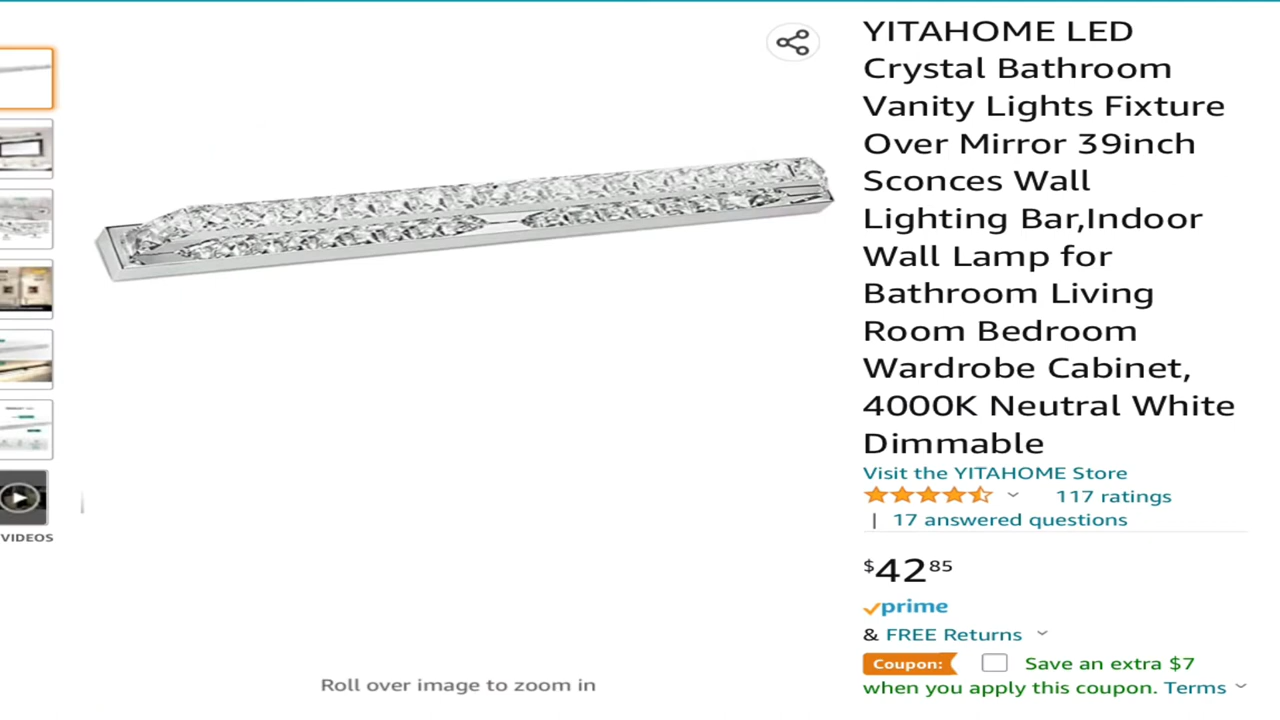 YITAHOME LED
Crystal Bathroom
Vanity Lights Fixture
Over Mirror 39inch
Sconces Wall
Lighting Bar,Indoor
Wall Lamp for
Bathroom Living
Room Bedroom
Wardrobe Cabinet,
4000K Neutral White
Dimmable
Visit the YITAHOME Store
117 ratings
| 17 answered questions
$42 85
prime
& FREE Returns
Coupon: Save an extra $7
when you apply this coupon. Terms
VIDEOS
Roll over image to zoom in